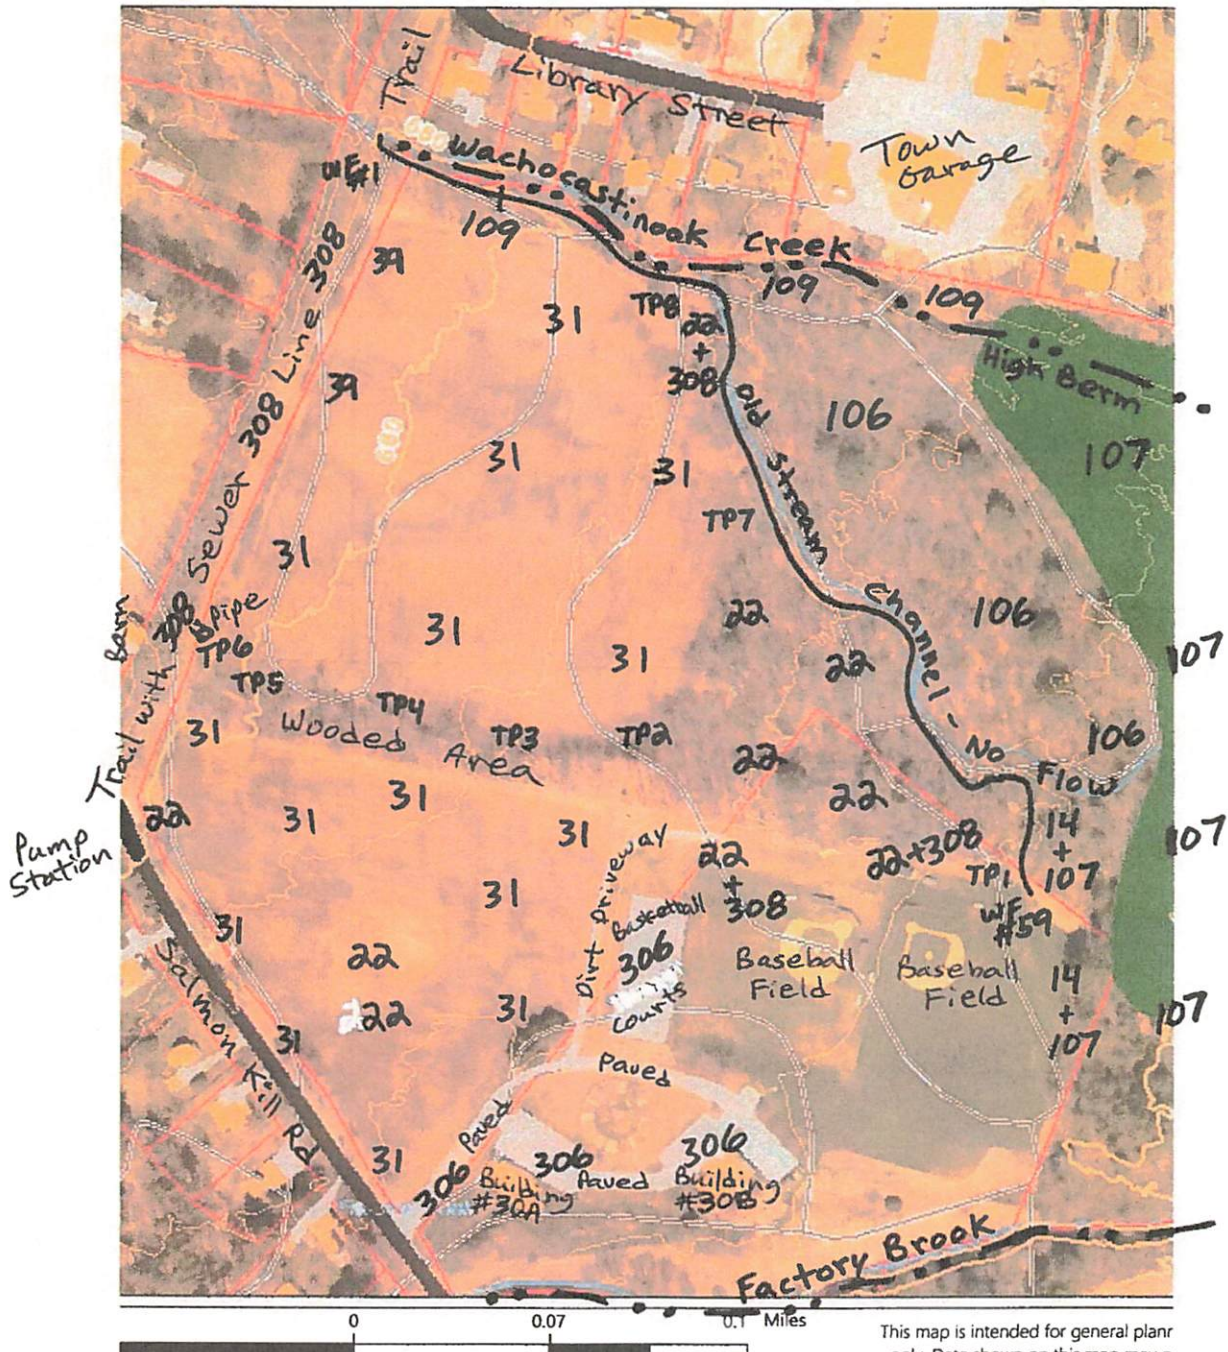 Trail
Library Street
Town Garage
WF#1
Wachocastinook Creek
109
109
109
308
39
31
TP8
22
+
308
High Berm
39
Sewer 308 Line
106
107
31
31
Old Stream Channel - No Flow
TP7
31
Barn
308
pipe
TP6
22
106
31
31
22
107
TP5
TP4
Wooded Area
TP3
TP2
31
22
106
Trail with
22
31
31
31
22
22+308
14
+
107
107
Pump Station
TP1
WF #59
Dirt Driveway
22
+
308
31
Basketball
306
Courts
31
22
Baseball Field
Baseball Field
14
+
107
107
22
31
31
Salmon Kill Rd
Paved
Paved
31
306
306
306
Building #30A
Paved
Building #30B
Factory Brook
0 0.07 0.1 Miles
This map is intended for general planr